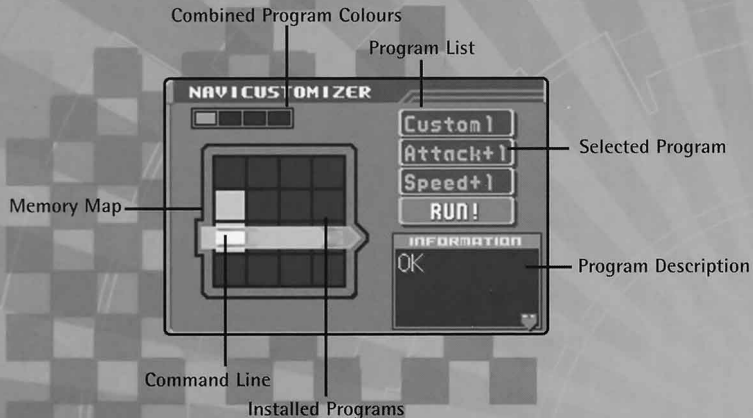 Combined Program Colours
Program List
NAVICUSTOMIZER
Custom1
Attack+1
Selected Program
Speed+1
Memory Map
RUN!
INFORMATION
OK
Program Description
Command Line
Installed Programs